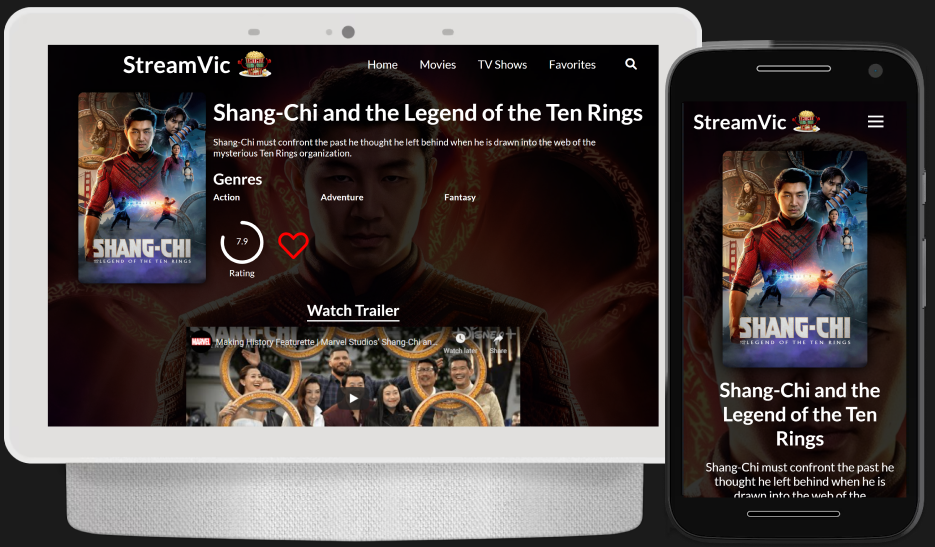 StreamVic
Home Movies TV Shows Favorites
SHANG-CHI
AND THE LEGEND OF THE TEN RINGS
Shang-Chi and the Legend of the Ten Rings
Shang-Chi must confront the past he thought he left behind when he is drawn into the web of the
mysterious Ten Rings organization.
Genres
Action Adventure Fantasy
7.9
Rating
Watch Trailer
SHANG-CHI
Disney+
MARVEL Making History Featurette | Marvel Studios' Shang-Chi an...
Watch later Share
StreamVic
SHANG-CHI
AND THE LEGEND OF THE TEN RINGS
Shang-Chi and the
Legend of the Ten
Rings
Shang-Chi must confront the past he
thought he left behind when he is
drawn into the web of the